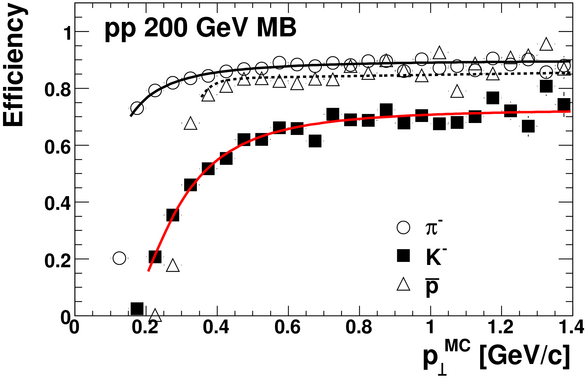 pp 200 GeV MB
Efficiency
1
0.8
0.6
0.4
0.2
0
π⁻
K⁻
p̅
0 0.2 0.4 0.6 0.8 1 1.2 1.4
p⊥^MC [GeV/c]